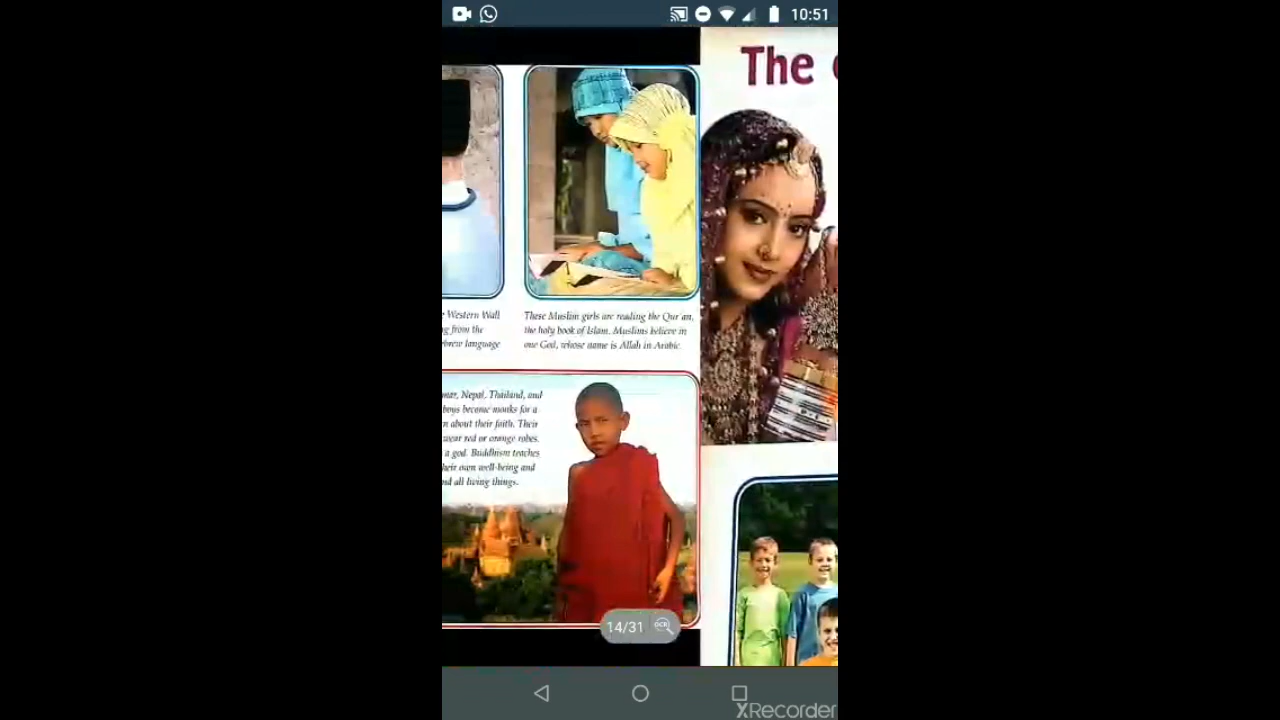 10:51
The
Western Wall
g from the
brew language
These Muslim girls are reading the Qur'an,
the holy book of Islam. Muslims believe in
one God, whose name is Allah in Arabic.
mar, Nepal, Thailand, and
boys become monks for a
n about their faith. Their
wear red or orange robes.
a god. Buddhism teaches
heir own well-being and
nd all living things.
14/31
OCR
XRecorder